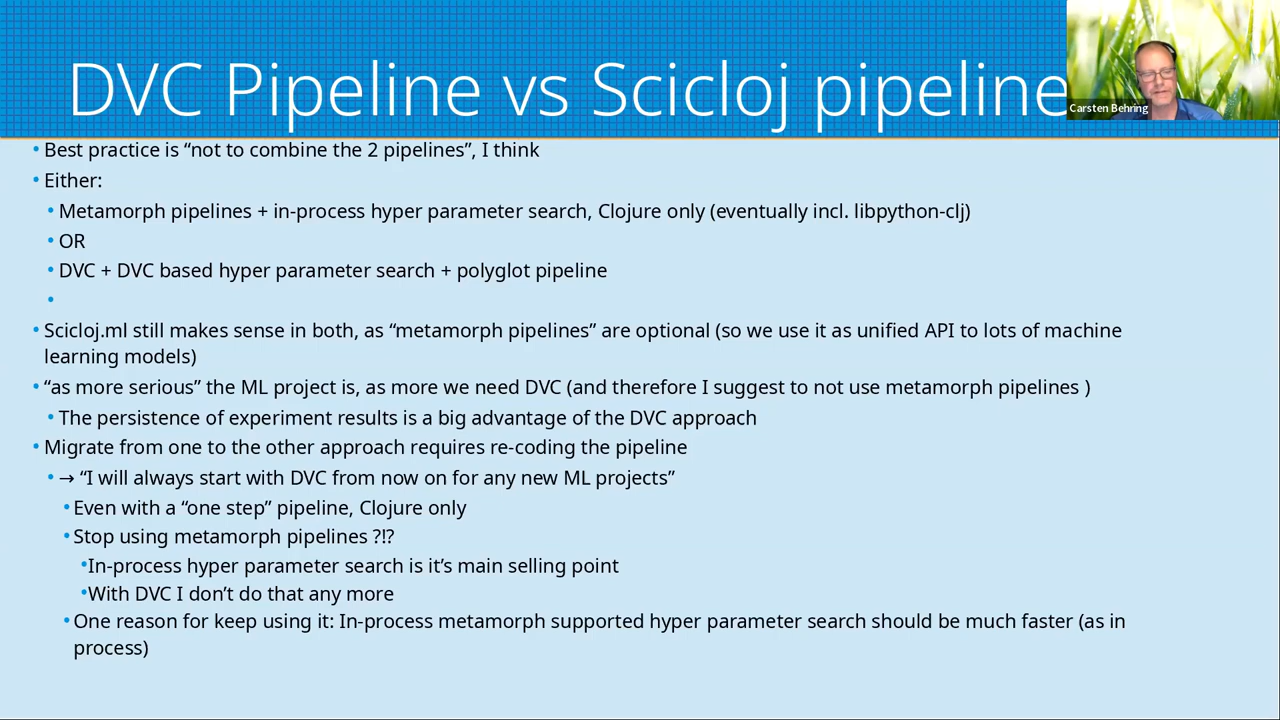 DVC Pipeline vs Scicloj pipeline
Carsten Behring
• Best practice is “not to combine the 2 pipelines”, I think
• Either:
• Metamorph pipelines + in-process hyper parameter search, Clojure only (eventually incl. libpython-clj)
• OR
• DVC + DVC based hyper parameter search + polyglot pipeline
•
• Scicloj.ml still makes sense in both, as “metamorph pipelines” are optional (so we use it as unified API to lots of machine
learning models)
• “as more serious” the ML project is, as more we need DVC (and therefore I suggest to not use metamorph pipelines )
• The persistence of experiment results is a big advantage of the DVC approach
• Migrate from one to the other approach requires re-coding the pipeline
• → “I will always start with DVC from now on for any new ML projects”
• Even with a “one step” pipeline, Clojure only
• Stop using metamorph pipelines ?!?
• In-process hyper parameter search is it’s main selling point
• With DVC I don’t do that any more
• One reason for keep using it: In-process metamorph supported hyper parameter search should be much faster (as in
process)